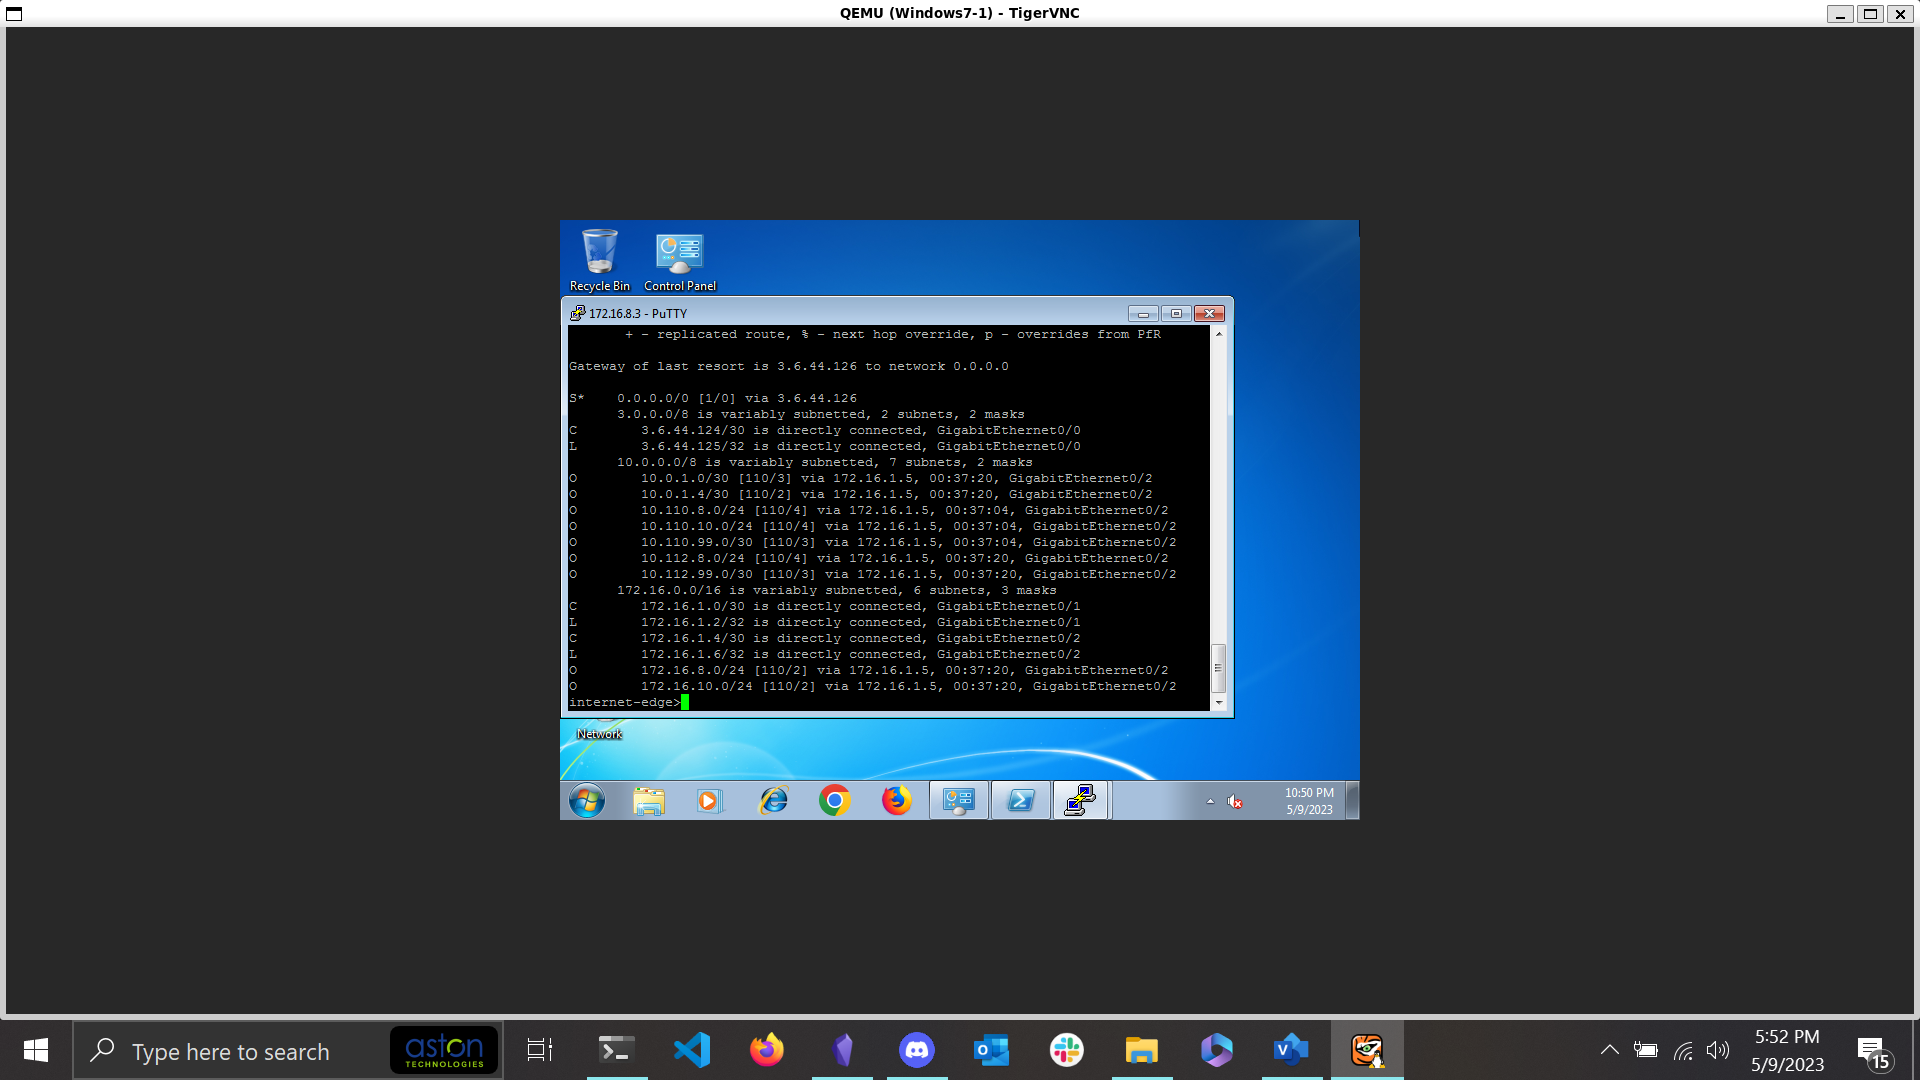 QEMU (Windows7-1) - TigerVNC
Recycle Bin
Control Panel
172.16.8.3 - PuTTY
+ - replicated route, % - next hop override, p - overrides from PfR
Gateway of last resort is 3.6.44.126 to network 0.0.0.0
S*    0.0.0.0/0 [1/0] via 3.6.44.126
3.0.0.0/8 is variably subnetted, 2 subnets, 2 masks
C        3.6.44.124/30 is directly connected, GigabitEthernet0/0
L        3.6.44.125/32 is directly connected, GigabitEthernet0/0
10.0.0.0/8 is variably subnetted, 7 subnets, 2 masks
O        10.0.1.0/30 [110/3] via 172.16.1.5, 00:37:20, GigabitEthernet0/2
O        10.0.1.4/30 [110/2] via 172.16.1.5, 00:37:20, GigabitEthernet0/2
O        10.110.8.0/24 [110/4] via 172.16.1.5, 00:37:04, GigabitEthernet0/2
O        10.110.10.0/24 [110/4] via 172.16.1.5, 00:37:04, GigabitEthernet0/2
O        10.110.99.0/30 [110/3] via 172.16.1.5, 00:37:04, GigabitEthernet0/2
O        10.112.8.0/24 [110/4] via 172.16.1.5, 00:37:20, GigabitEthernet0/2
O        10.112.99.0/30 [110/3] via 172.16.1.5, 00:37:20, GigabitEthernet0/2
172.16.0.0/16 is variably subnetted, 6 subnets, 3 masks
C        172.16.1.0/30 is directly connected, GigabitEthernet0/1
L        172.16.1.2/32 is directly connected, GigabitEthernet0/1
C        172.16.1.4/30 is directly connected, GigabitEthernet0/2
L        172.16.1.6/32 is directly connected, GigabitEthernet0/2
O        172.16.8.0/24 [110/2] via 172.16.1.5, 00:37:20, GigabitEthernet0/2
O        172.16.10.0/24 [110/2] via 172.16.1.5, 00:37:20, GigabitEthernet0/2
internet-edge>
Network
10:50 PM
5/9/2023
Type here to search
aston
TECHNOLOGIES
5:52 PM
5/9/2023
15